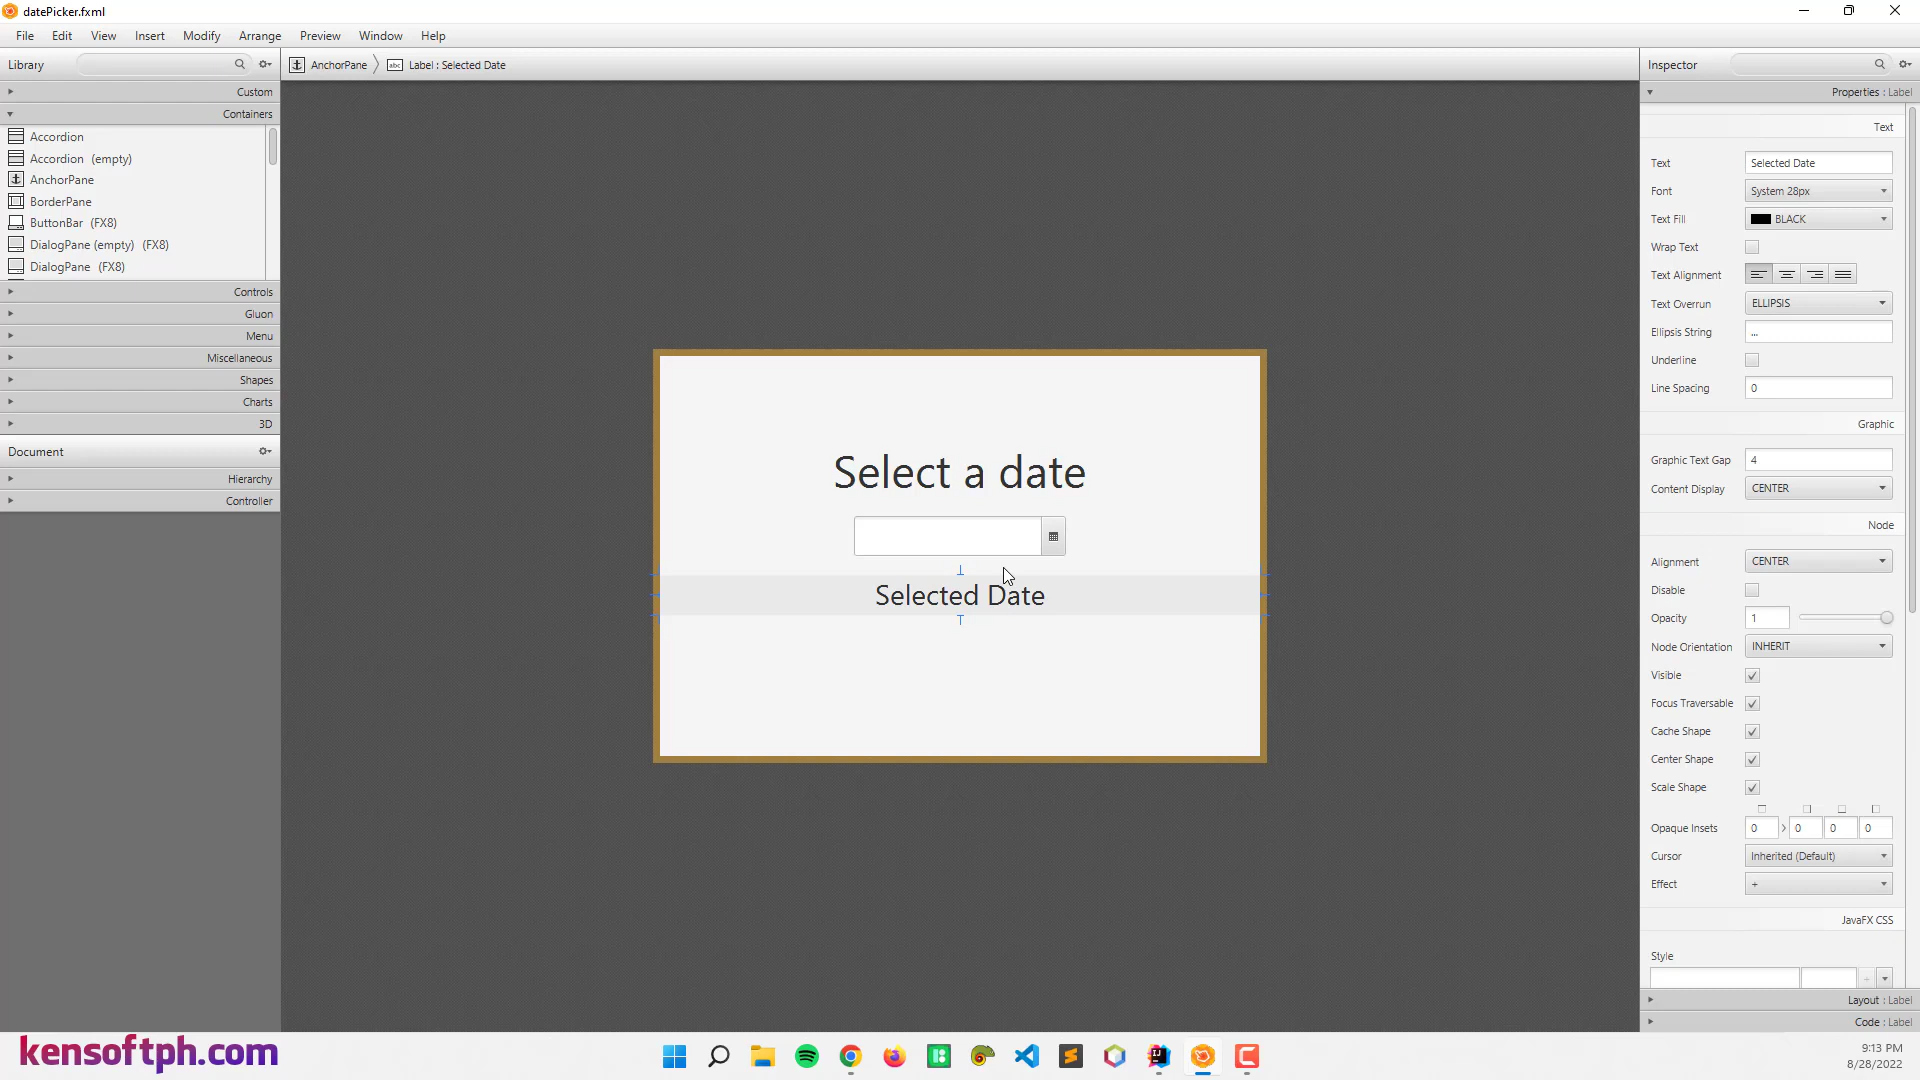 datePicker.fxml
File Edit View Insert Modify Arrange Preview Window Help
Library
AnchorPane
abc Label : Selected Date
Inspector
Custom
Containers
Accordion
Accordion (empty)
AnchorPane
BorderPane
ButtonBar (FX8)
DialogPane (empty) (FX8)
DialogPane (FX8)
Controls
Gluon
Menu
Miscellaneous
Shapes
Charts
3D
Document
Hierarchy
Controller
Select a date
Selected Date
Properties : Label
Text
Text Selected Date
Font System 28px
Text Fill BLACK
Wrap Text
Text Alignment
Text Overrun ELLIPSIS
Ellipsis String ...
Underline
Line Spacing 0
Graphic
Graphic Text Gap 4
Content Display CENTER
Node
Alignment CENTER
Disable
Opacity 1
Node Orientation INHERIT
Visible
Focus Traversable
Cache Shape
Center Shape
Scale Shape
Opaque Insets 0 0 0 0
Cursor Inherited (Default)
Effect +
JavaFX CSS
Style
Layout : Label
Code : Label
kensoftph.com
9:13 PM
8/28/2022